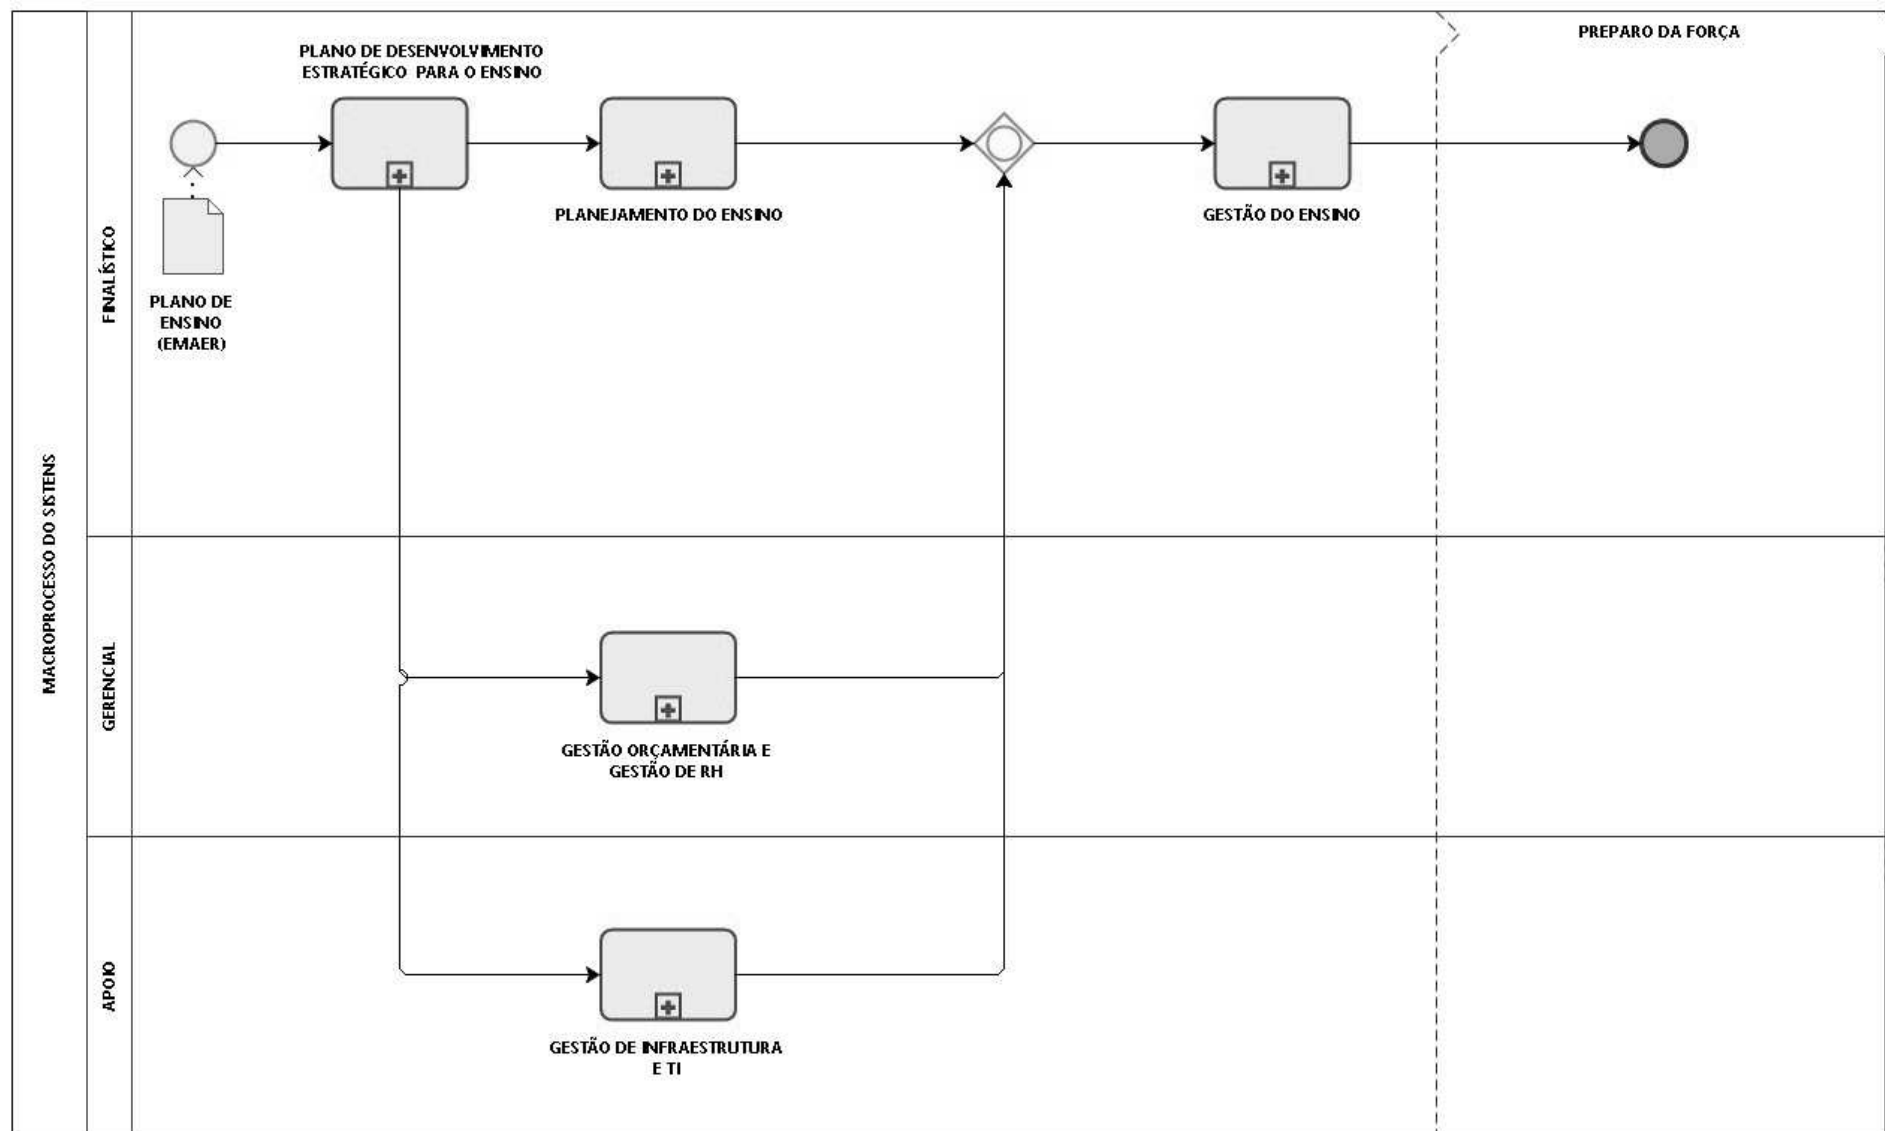 MACROPROCESSO DO SISTENS
FINALÍSTICO
PLANO DE DESENVOLVIMENTO
ESTRATÉGICO PARA O ENSINO
PREPARO DA FORÇA
PLANEJAMENTO DO ENSINO
GESTÃO DO ENSINO
PLANO DE
ENSINO
(EMAER)
GERENCIAL
GESTÃO ORÇAMENTÁRIA E
GESTÃO DE RH
APOIO
GESTÃO DE INFRAESTRUTURA
E TI